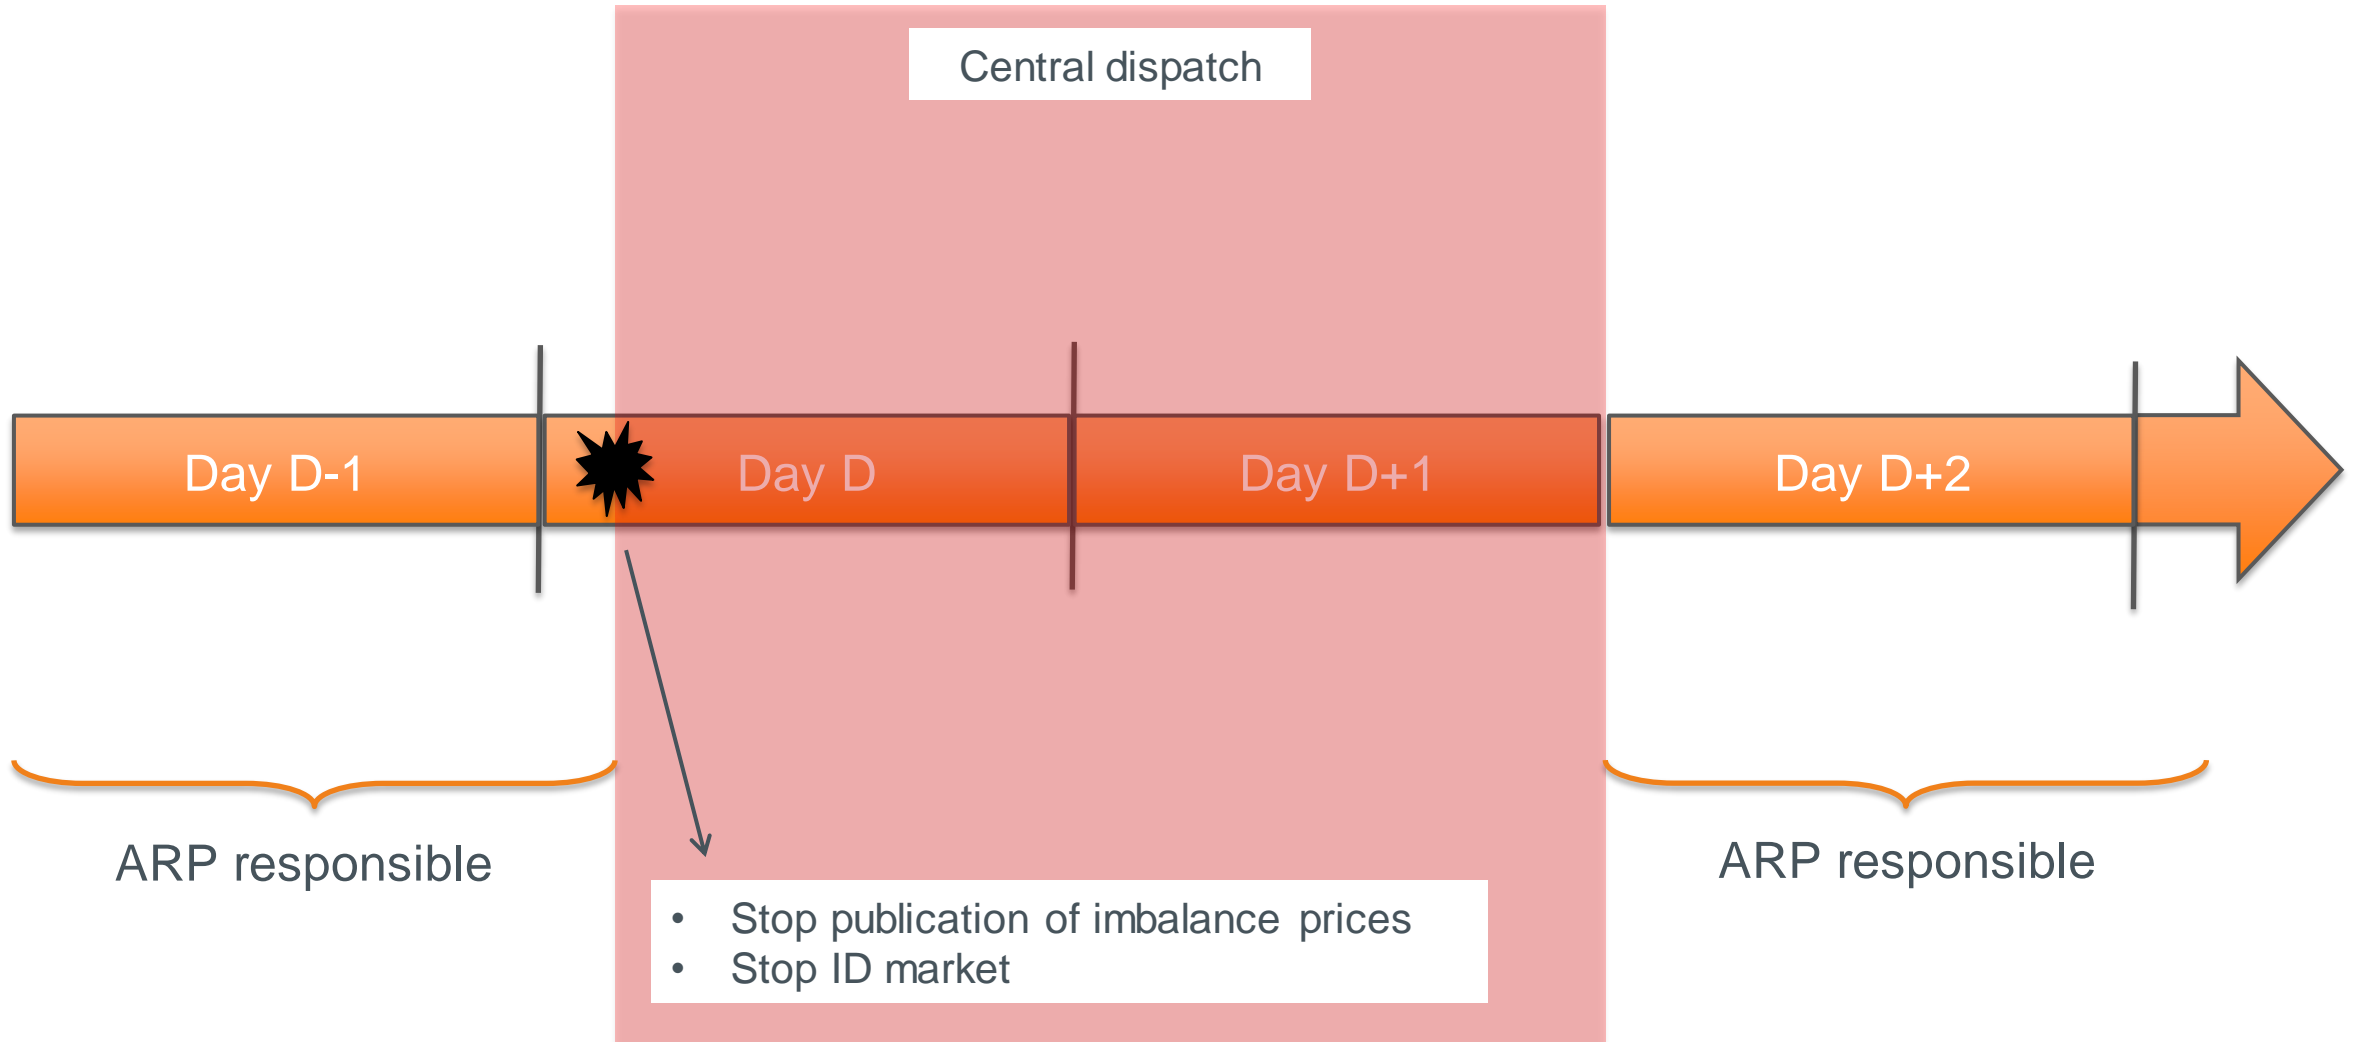 Central dispatch
Day D-1
Day D
Day D+1
Day D+2
ARP responsible
ARP responsible
• Stop publication of imbalance prices
• Stop ID market